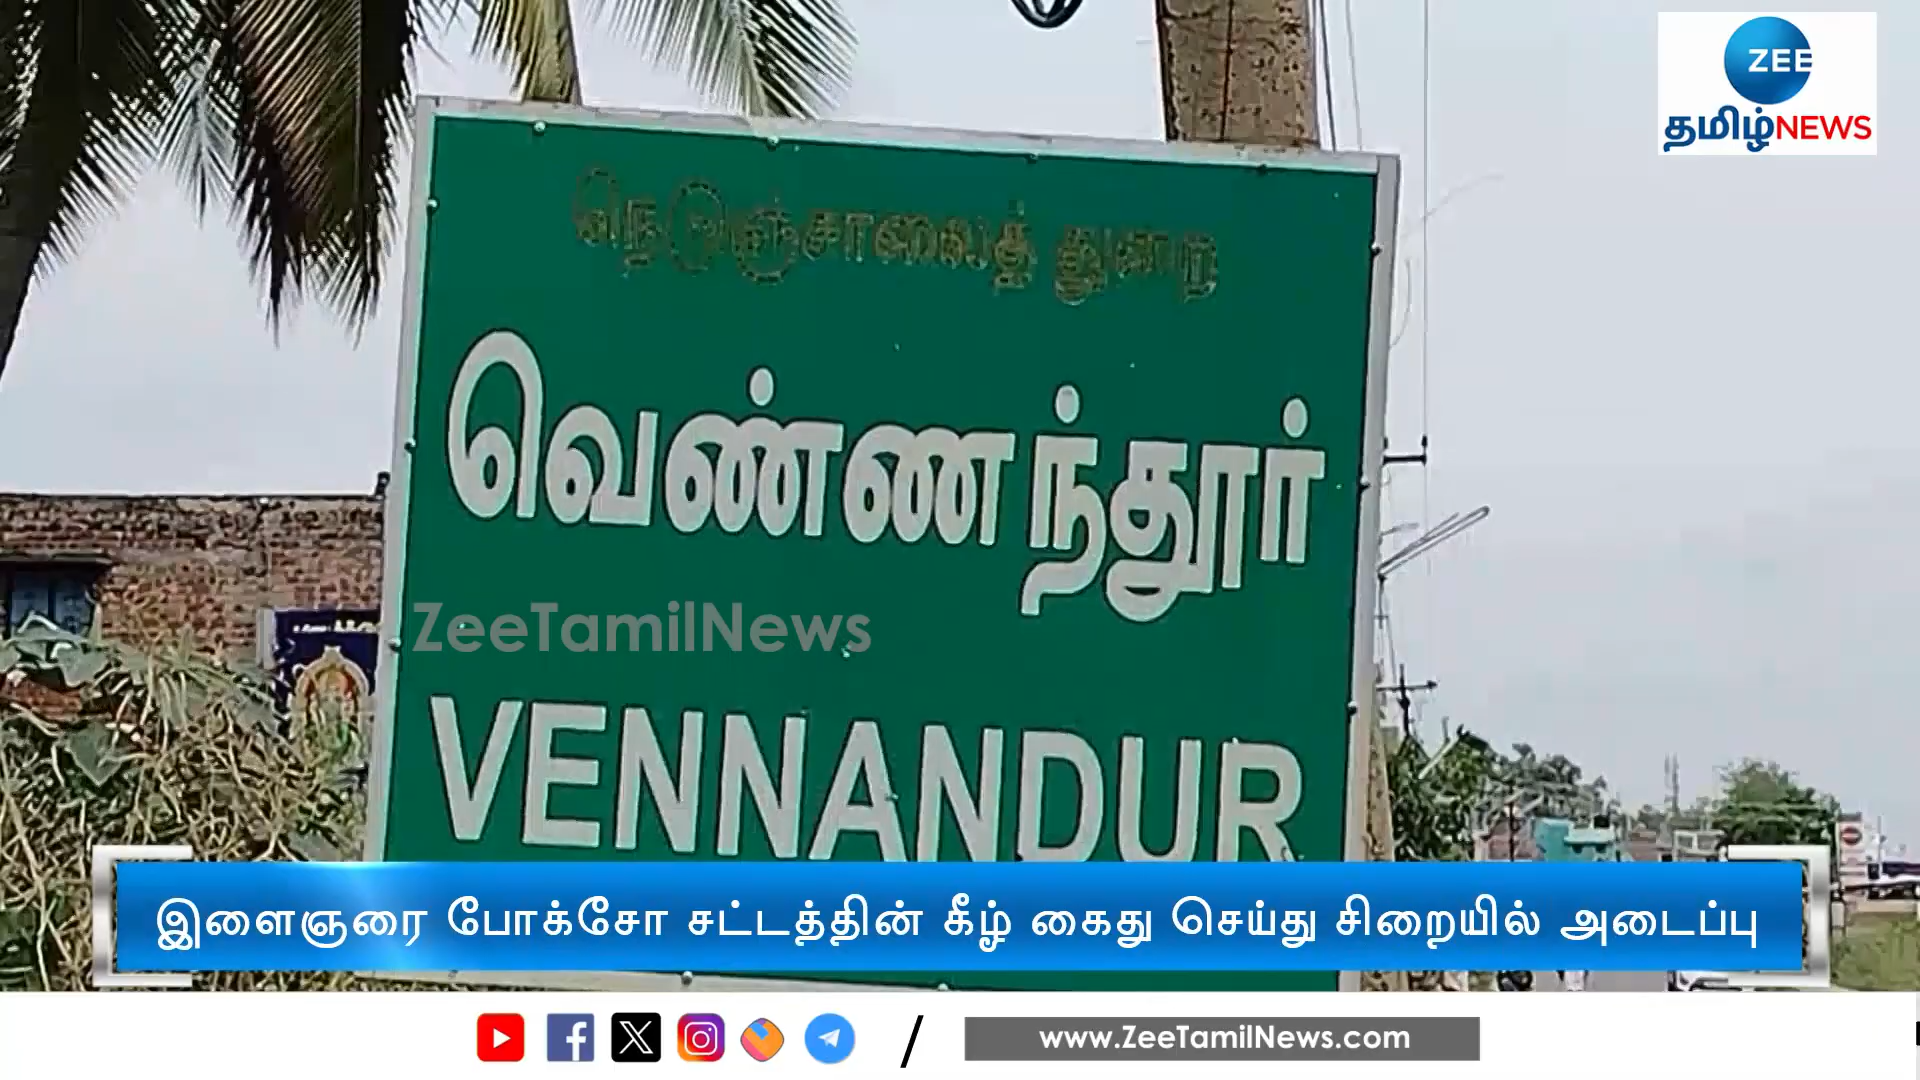 ZEE
தமிழ்NEWS
நெடுஞ்சாலைத் துறை
வெண்ணந்தூர்
ZeeTamilNews
VENNANDUR
இளைஞரை போக்சோ சட்டத்தின் கீழ் கைது செய்து சிறையில் அடைப்பு
www.ZeeTamilNews.com